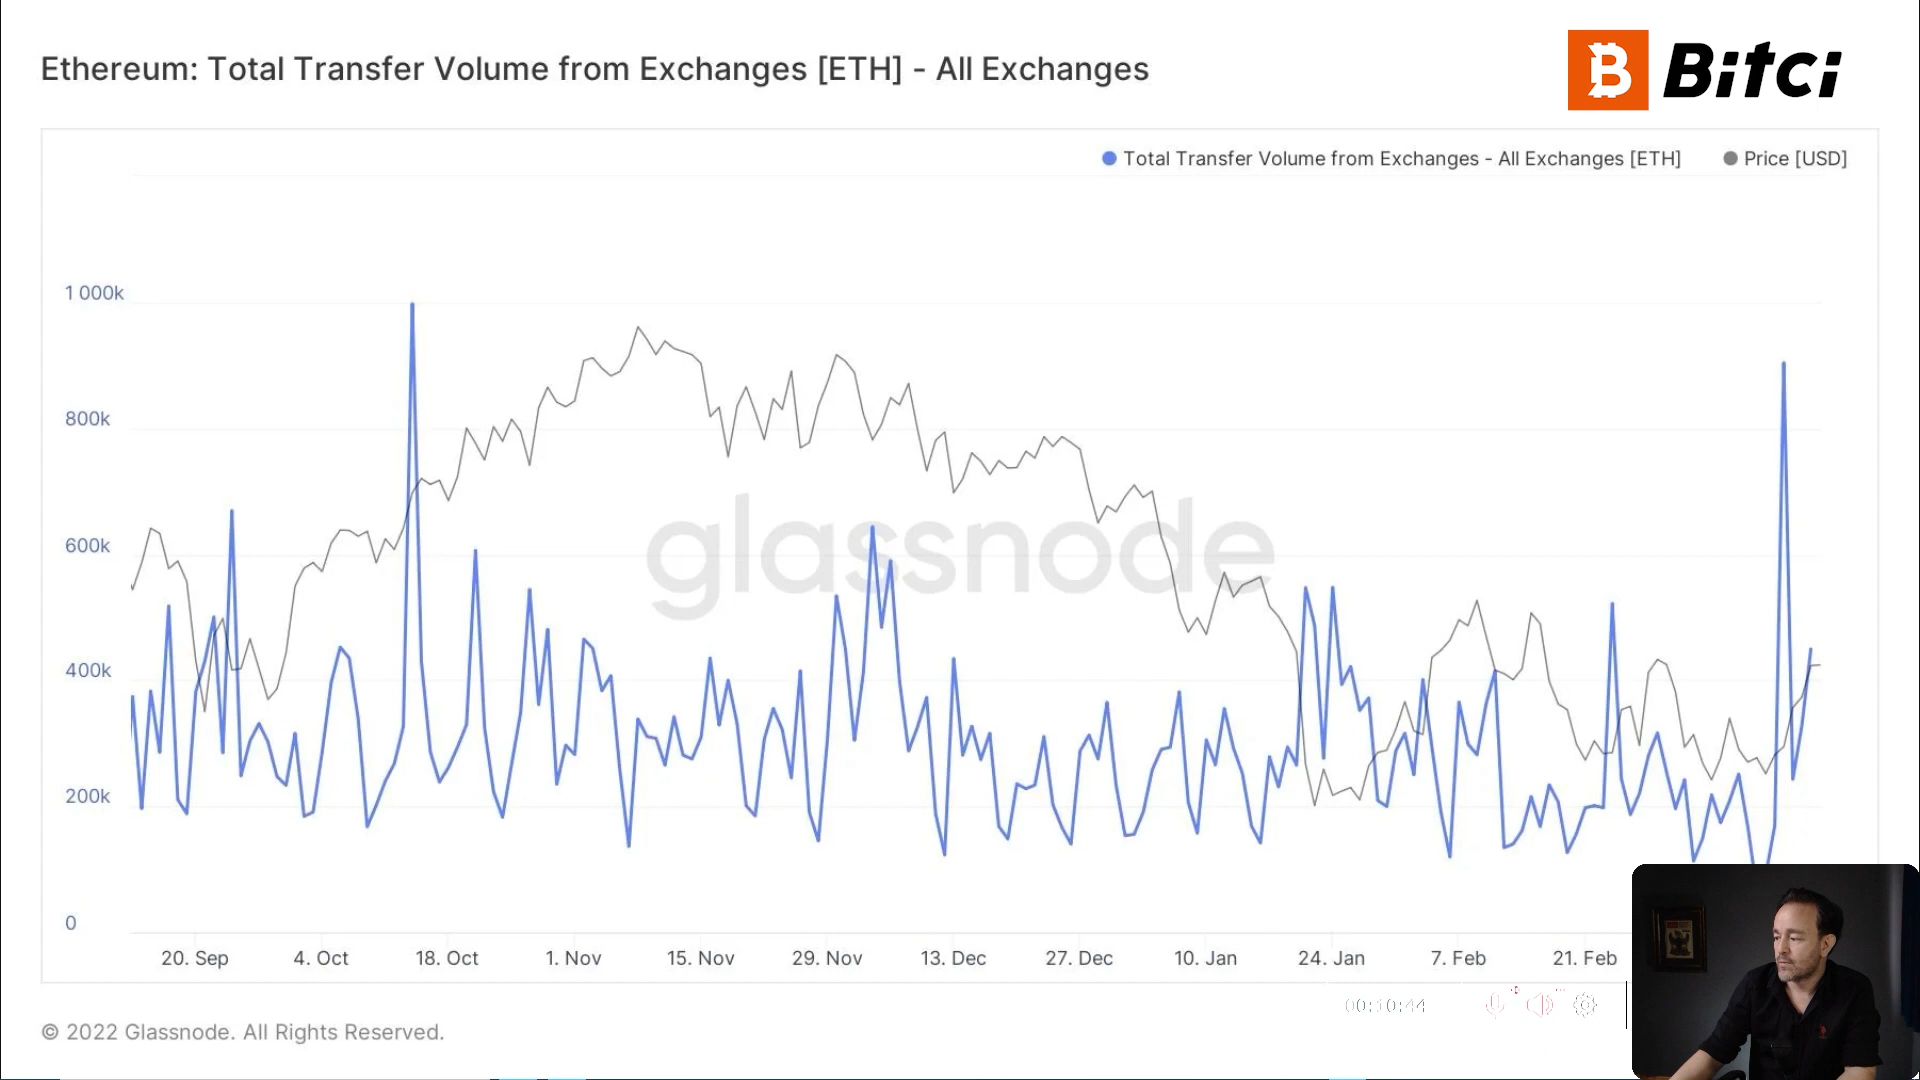 Ethereum: Total Transfer Volume from Exchanges [ETH] - All Exchanges
Bitci
Total Transfer Volume from Exchanges - All Exchanges [ETH]
Price [USD]
1 000k
800k
600k
400k
200k
0
glassnode
20. Sep
4. Oct
18. Oct
1. Nov
15. Nov
29. Nov
13. Dec
27. Dec
10. Jan
24. Jan
7. Feb
21. Feb
00:10:44
© 2022 Glassnode. All Rights Reserved.